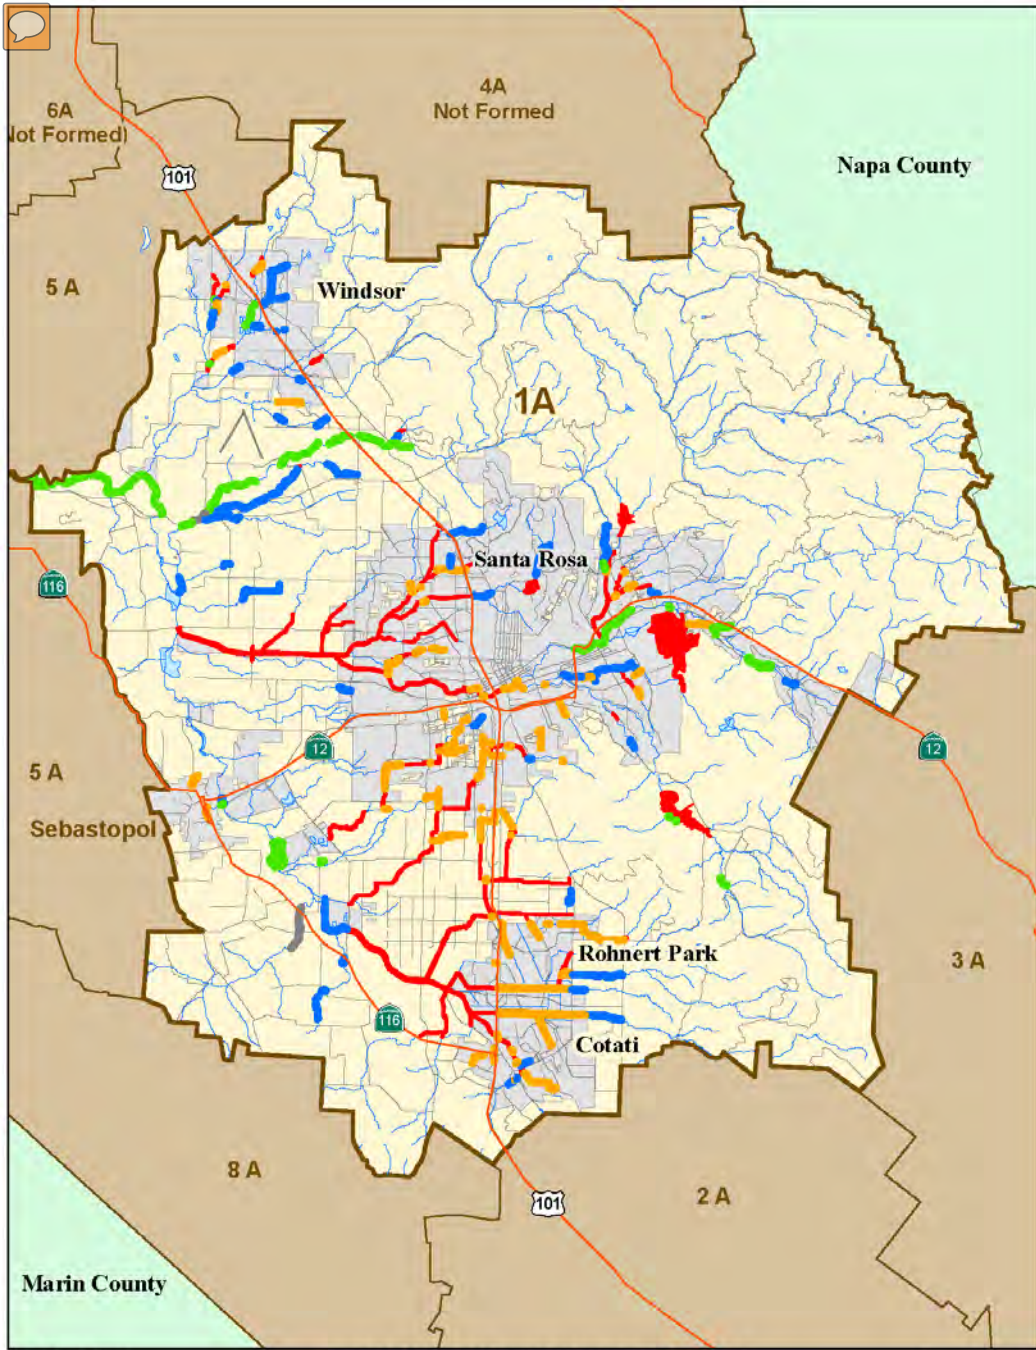 4A
Not Formed
6A
Not Formed)
Napa County
101
5 A
Windsor
1A
Santa Rosa
116
12
12
5 A
Sebastopol
Rohnert Park
3 A
116
Cotati
8 A
2 A
101
Marin County